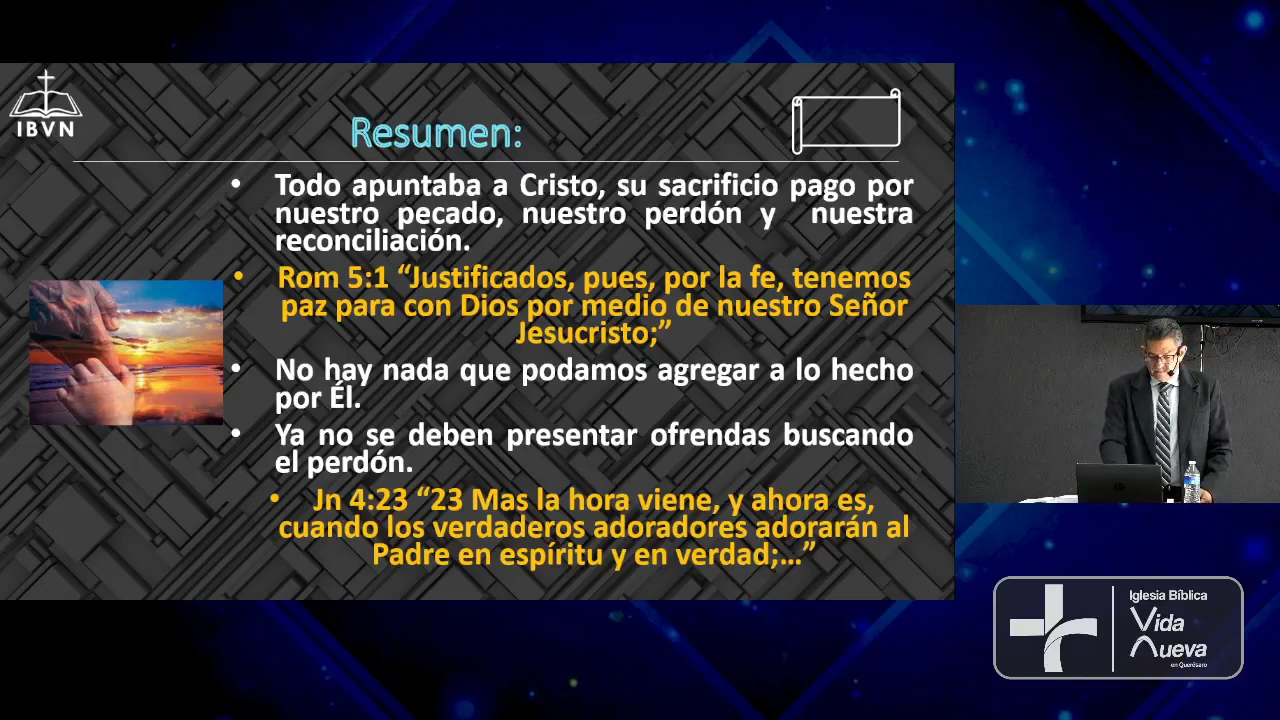 IBVN
Resumen:
• Todo apuntaba a Cristo, su sacrificio pago por
nuestro pecado, nuestro perdón y nuestra
reconciliación.
• Rom 5:1 “Justificados, pues, por la fe, tenemos
paz para con Dios por medio de nuestro Señor
Jesucristo;”
• No hay nada que podamos agregar a lo hecho
por Él.
• Ya no se deben presentar ofrendas buscando
el perdón.
• Jn 4:23 “23 Mas la hora viene, y ahora es,
cuando los verdaderos adoradores adorarán al
Padre en espíritu y en verdad;...”
Iglesia Bíblica
Vida
Nueva
en Querétaro